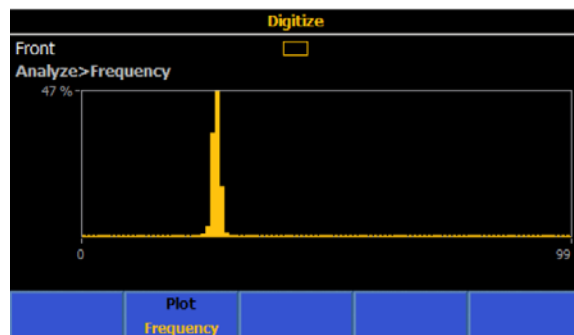 Digitize
Front
Analyze>Frequency
47 %
0
99
Plot
Frequency